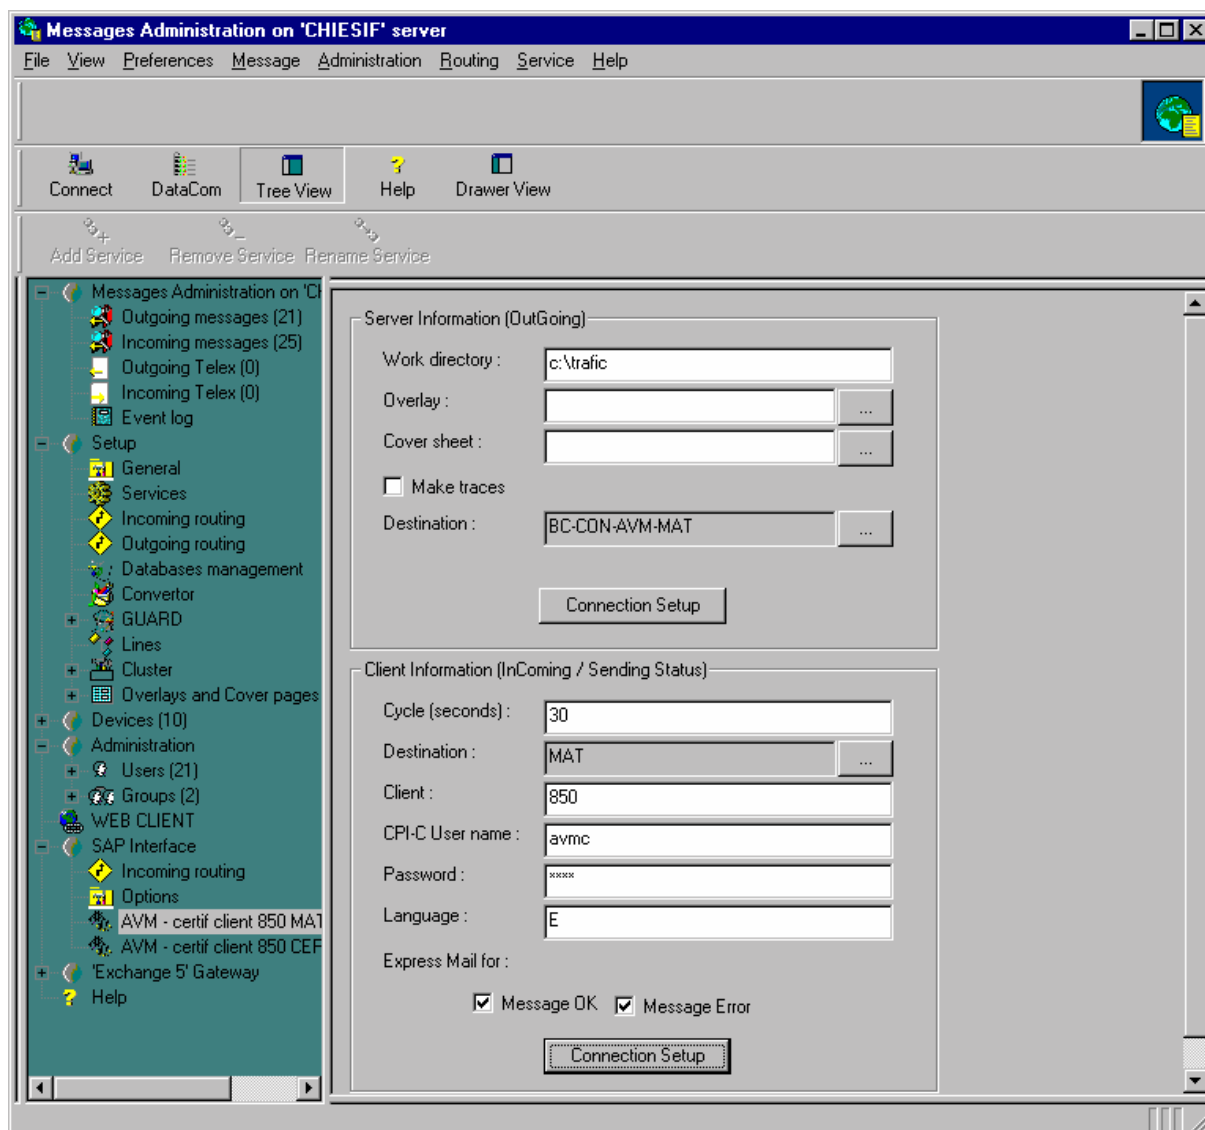 Messages Administration on 'CHIESIF' server
File View Preferences Message Administration Routing Service Help
Connect DataCom Tree View Help Drawer View
Add Service Remove Service Rename Service
Messages Administration on 'CH
Outgoing messages (21)
Incoming messages (25)
Outgoing Telex (0)
Incoming Telex (0)
Event log
Setup
General
Services
Incoming routing
Outgoing routing
Databases management
Convertor
GUARD
Lines
Cluster
Overlays and Cover pages
Devices (10)
Administration
Users (21)
Groups (2)
WEB CLIENT
SAP Interface
Incoming routing
Options
AVM - certif client 850 MAT
AVM - certif client 850 CEF
'Exchange 5' Gateway
Help
Server Information (OutGoing)
Work directory : c:\trafic
Overlay : ...
Cover sheet : ...
Make traces
Destination : BC-CON-AVM-MAT ...
Connection Setup
Client Information (InComing / Sending Status)
Cycle (seconds) : 30
Destination : MAT ...
Client : 850
CPI-C User name : avmc
Password : ****
Language : E
Express Mail for :
Message OK Message Error
Connection Setup